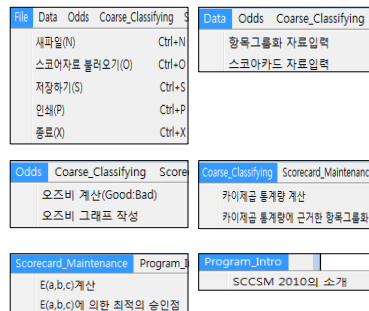 File Data Odds Coarse_Classifying S
새파일(N) Ctrl+N
스코어자료 불러오기(O) Ctrl+O
저장하기(S) Ctrl+S
인쇄(P) Ctrl+P
종료(X) Ctrl+X
Data Odds Coarse_Classifying
항목그룹화 자료입력
스코아카드 자료입력
Odds Coarse_Classifying Score
오즈비 계산(Good:Bad)
오즈비 그래프 작성
Coarse_Classifying Scorecard_Maintenanc
카이제곱 통계량 계산
카이제곱 통계량에 근거한 항목그룹화
Scorecard_Maintenance Program_I
E(a,b,c)계산
E(a,b,c)에 의한 최적의 승인점
Program_Intro
SCCSM 2010의 소개